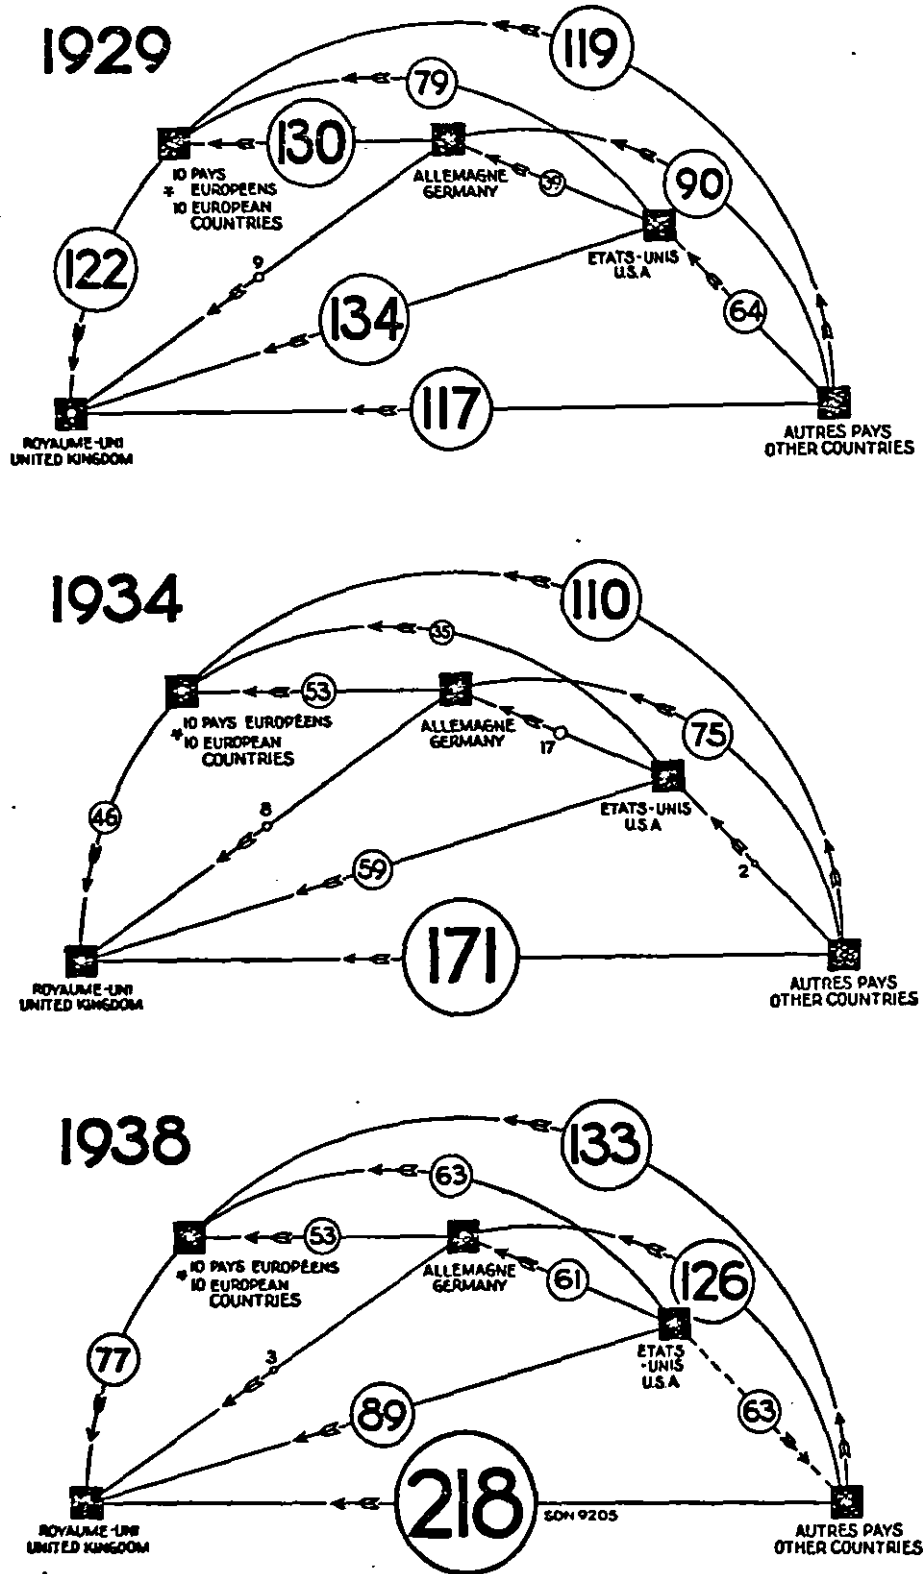 1929
119
79
130
10 PAYS
* EUROPÉENS
10 EUROPEAN
COUNTRIES
ALLEMAGNE
GERMANY
39
90
ETATS-UNIS
U.S.A
122
9
134
64
117
ROYAUME-UNI
UNITED KINGDOM
AUTRES PAYS
OTHER COUNTRIES
1934
110
35
53
10 PAYS EUROPÉENS
* 10 EUROPEAN
COUNTRIES
ALLEMAGNE
GERMANY
17
75
ETATS-UNIS
U.S.A
46
8
59
2
171
ROYAUME-UNI
UNITED KINGDOM
AUTRES PAYS
OTHER COUNTRIES
1938
133
63
53
10 PAYS EUROPÉENS
* 10 EUROPEAN
COUNTRIES
ALLEMAGNE
GERMANY
61
126
ETATS
-UNIS
U.S.A
77
3
89
63
218
SDN 9205
ROYAUME-UNI
UNITED KINGDOM
AUTRES PAYS
OTHER COUNTRIES